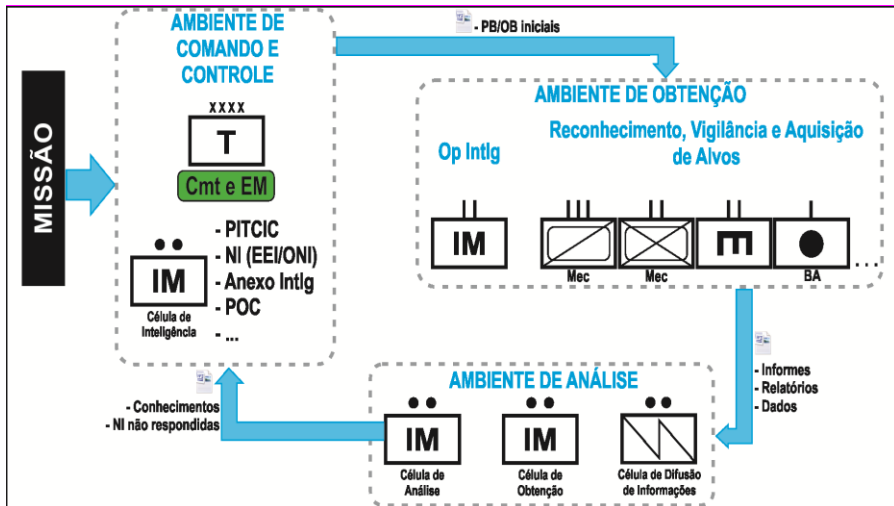 MISSÃO
AMBIENTE DE
COMANDO E
CONTROLE
XXXX
T
Cmt e EM
IM
Célula de
Inteligência
- PITCIC
- NI (EEI/ONI)
- Anexo Intlg
- POC
- ...
- PB/OB iniciais
AMBIENTE DE OBTENÇÃO
Op Intlg
Reconhecimento, Vigilância e Aquisição
de Alvos
IM
Mec
Mec
BA
...
- Informes
- Relatórios
- Dados
AMBIENTE DE ANÁLISE
IM
Célula de
Análise
IM
Célula de
Obtenção
Célula de Difusão
de Informações
- Conhecimentos
- NI não respondidas